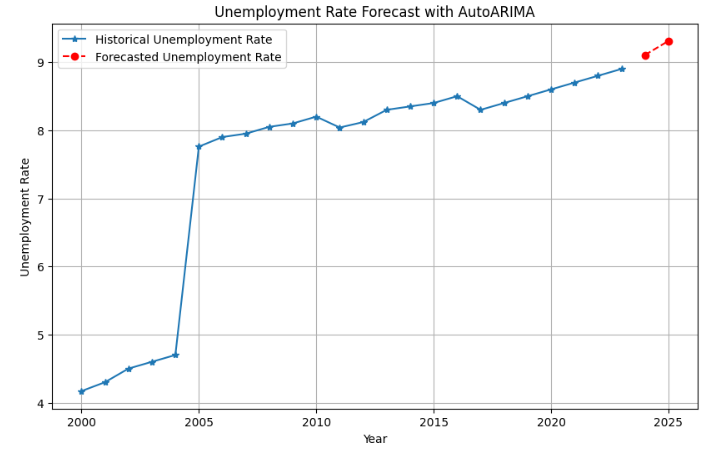 Unemployment Rate Forecast with AutoARIMA
Historical Unemployment Rate
Forecasted Unemployment Rate
Unemployment Rate
9
8
7
6
5
4
2000 2005 2010 2015 2020 2025
Year